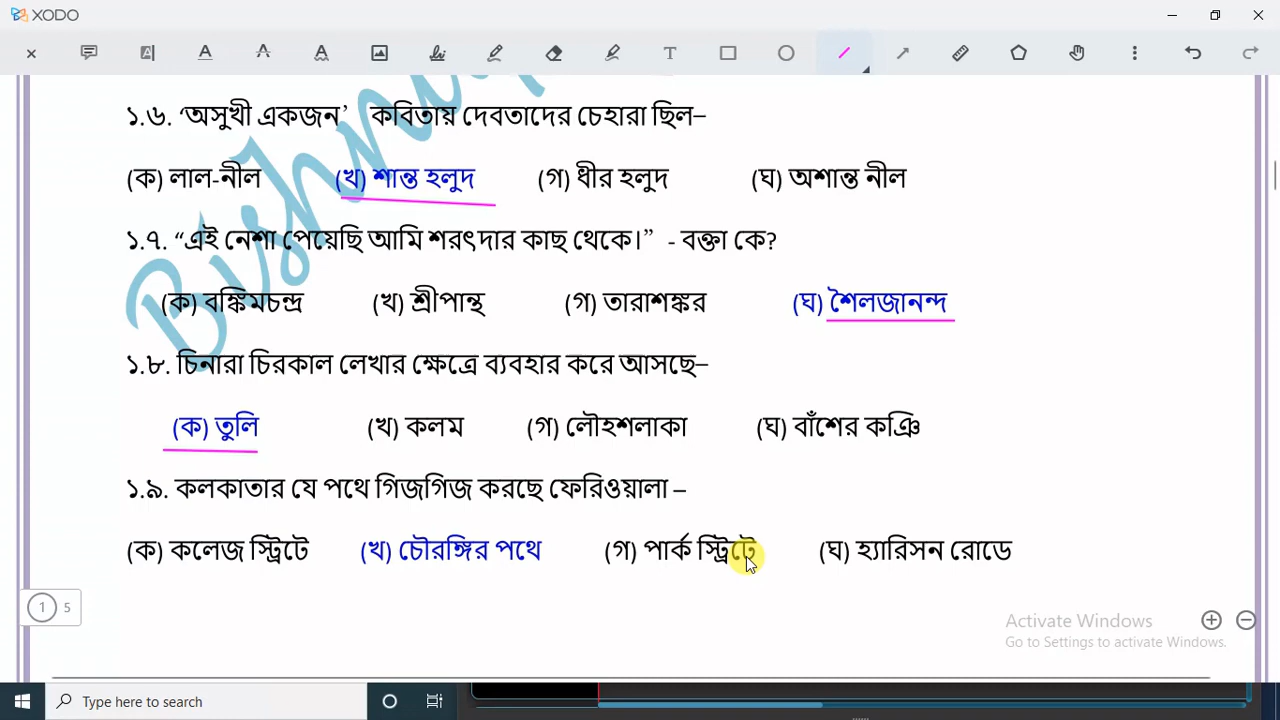 XODO
১.৬. ‘অসুখী একজন’ কবিতায় দেবতাদের চেহারা ছিল–
(ক) লাল-নীল (খ) শান্ত হলুদ (গ) ধীর হলুদ (ঘ) অশান্ত নীল
১.৭. “এই নেশা পেয়েছি আমি শরৎদার কাছ থেকে।” - বক্তা কে?
(ক) বঙ্কিমচন্দ্র (খ) শ্রীপান্থ (গ) তারাশঙ্কর (ঘ) শৈলজানন্দ
১.৮. চিনারা চিরকাল লেখার ক্ষেত্রে ব্যবহার করে আসছে–
(ক) তুলি (খ) কলম (গ) লৌহশলাকা (ঘ) বাঁশের কঞ্চি
১.৯. কলকাতার যে পথে গিজগিজ করছে ফেরিওয়ালা –
(ক) কলেজ স্ট্রিটে (খ) চৌরঙ্গির পথে (গ) পার্ক স্ট্রিটে (ঘ) হ্যারিসন রোডে
1 5
Activate Windows
Go to Settings to activate Windows.
Type here to search